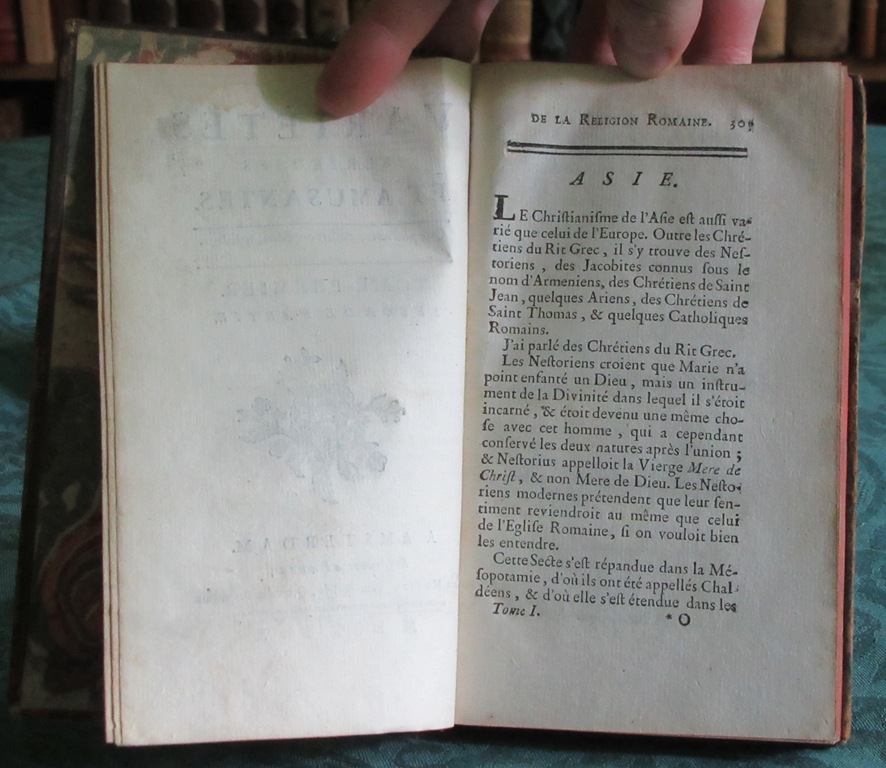 VARIÉTÉS
ET AMUSANTES.
A AMSTERDAM.
DE LA RELIGION ROMAINE.
ASIE.
LE Chriſtianiſme de l'Aſie eſt auſſi va-
rié que celui de l'Europe. Outre les Chré-
tiens du Rit Grec, il s'y trouve des Neſ-
toriens, des Jacobites connus ſous le
nom d'Armeniens, des Chrétiens de Saint
Jean, quelques Ariens, des Chrétiens de
Saint Thomas, & quelques Catholiques
Romains.
J'ai parlé des Chrétiens du Rit Grec.
Les Neſtoriens croient que Marie n'a
point enfanté un Dieu, mais un inſtru-
ment de la Divinité dans lequel il s'étoit
incarné, & étoit devenu une même cho-
ſe avec cet homme, qui a cependant
conſervé les deux natures après l'union;
& Neſtorius appelloit la Vierge Mere de
Chriſt, & non Mere de Dieu. Les Neſto-
riens modernes prétendent que leur ſen-
timent reviendroit au même que celui
de l'Egliſe Romaine, ſi on vouloit bien
les entendre.
Cette Secte s'eſt répandue dans la Mé-
ſopotamie, d'où ils ont été appellés Chal-
déens, & d'où elle s'eſt étendue dans les
Tome I. * O